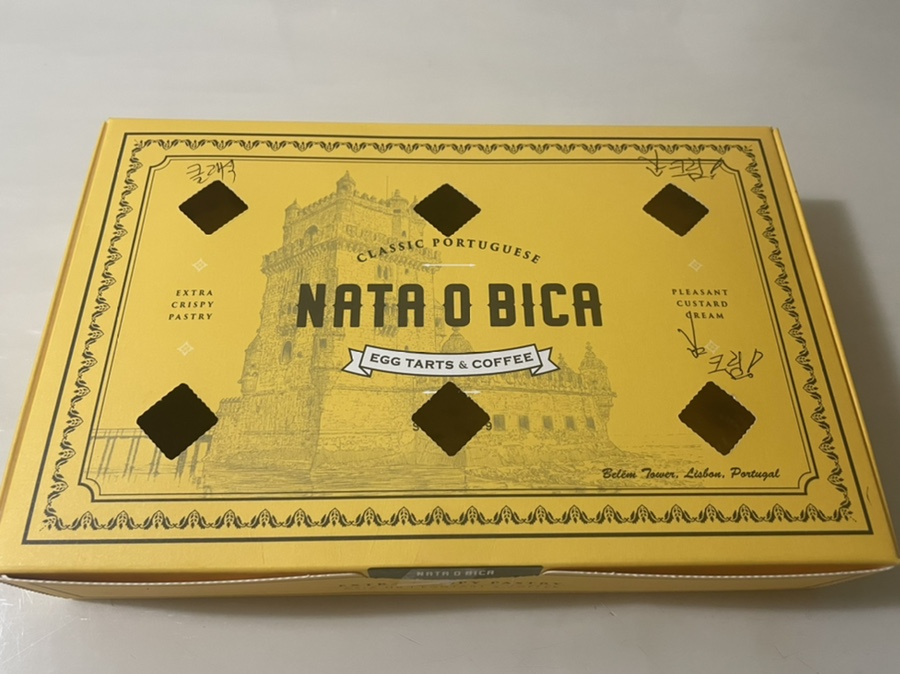 클래식
크림!
CLASSIC PORTUGUESE
EXTRA
CRISPY
PASTRY
NATA O BICA
PLEASANT
CUSTARD
CREAM
EGG TARTS & COFFEE
크림!
Belém Tower, Lisbon, Portugal
NATA O BICA